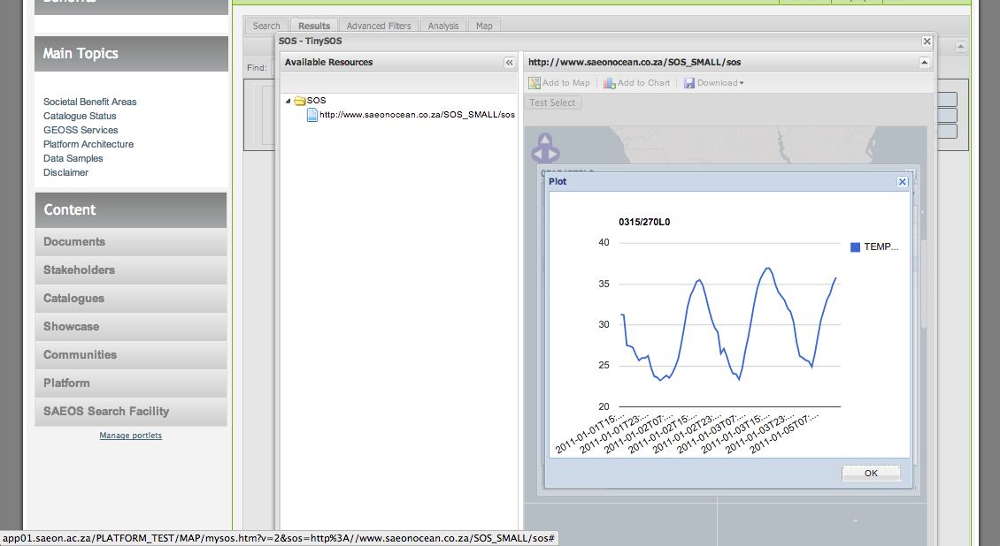 Main Topics
Societal Benefit Areas
Catalogue Status
GEOSS Services
Platform Architecture
Data Samples
Disclaimer
Content
Documents
Stakeholders
Catalogues
Showcase
Communities
Platform
SAEOS Search Facility
Manage portlets
Search
Results
Advanced Filters
Analysis
Map
Find:
SOS - TinySOS
Available Resources
SOS
http://www.saeonocean.co.za/SOS_SMALL/sos
http://www.saeonocean.co.za/SOS_SMALL/sos
Add to Map
Add to Chart
Download
Test Select
Plot
0315/270L0
40
35
30
25
20
TEMP...
2011-01-01T15:...
2011-01-01T23:...
2011-01-02T07:...
2011-01-02T15:...
2011-01-02T23:...
2011-01-03T07:...
2011-01-03T15:...
2011-01-03T23:...
2011-01-05T07:...
OK
app01.saeon.ac.za/PLATFORM_TEST/MAP/mysos.htm?v=2&sos=http%3A//www.saeonocean.co.za/SOS_SMALL/sos#